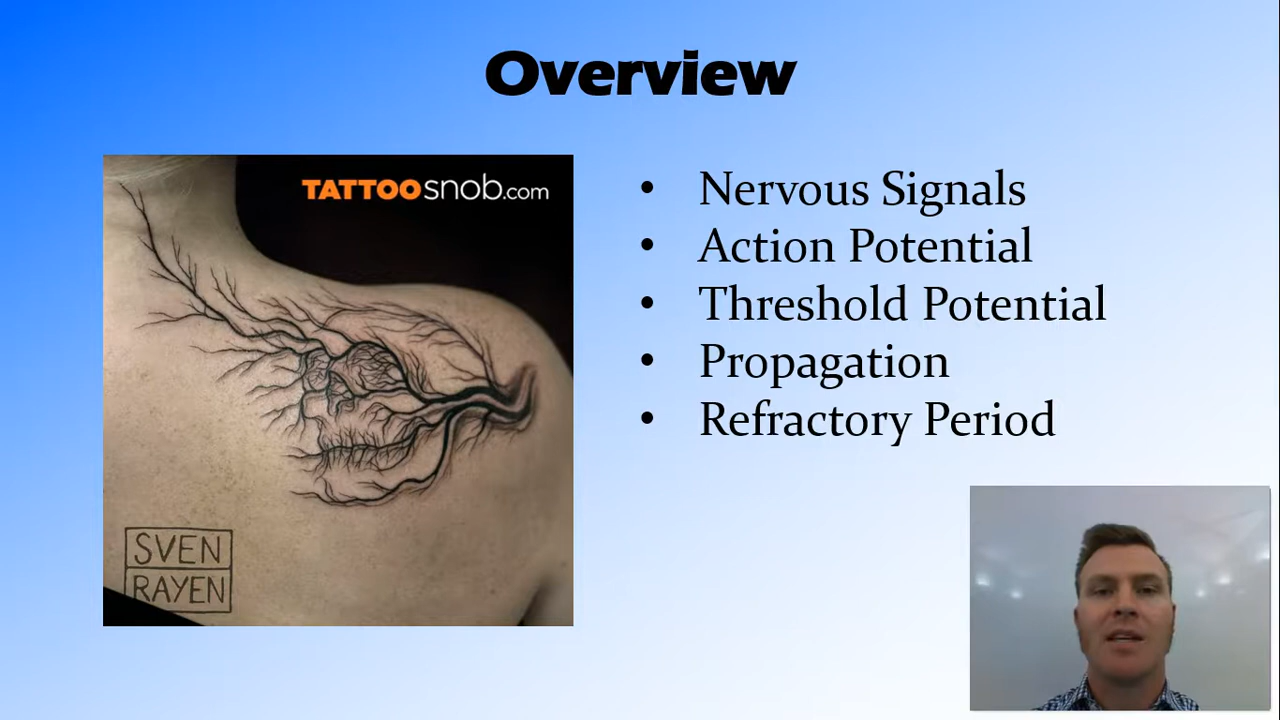 Overview
TATTOOsnob.com
SVEN
RAYEN
• Nervous Signals
• Action Potential
• Threshold Potential
• Propagation
• Refractory Period